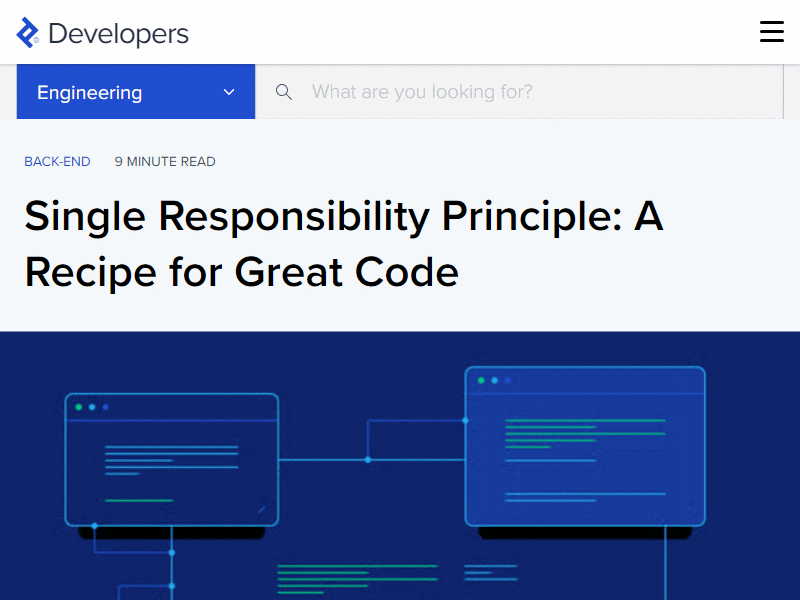 Developers
Engineering
What are you looking for?
BACK-END 9 MINUTE READ
Single Responsibility Principle: A
Recipe for Great Code